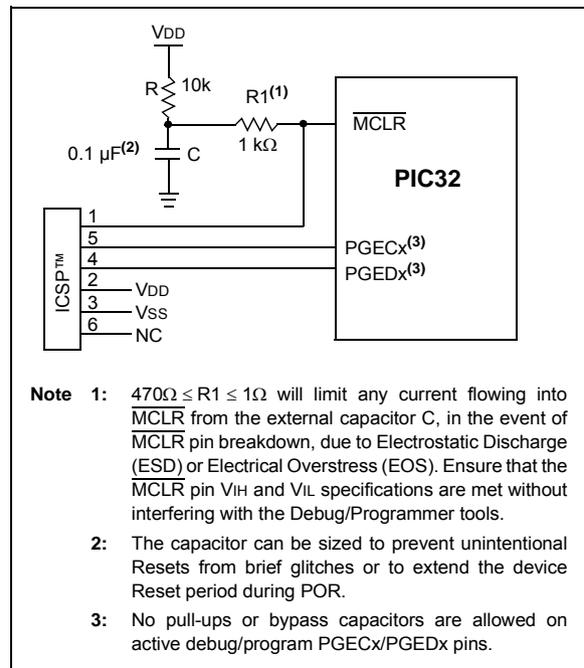 VDD
R 10k
R1(1)
0.1 µF(2) C
1 kΩ
MCLR
PIC32
ICSP™
1
5
PGECx(3)
4
PGEDx(3)
2
VDD
3
VSS
6
NC
Note 1: 470Ω ≤ R1 ≤ 1Ω will limit any current flowing into
MCLR from the external capacitor C, in the event of
MCLR pin breakdown, due to Electrostatic Discharge
(ESD) or Electrical Overstress (EOS). Ensure that the
MCLR pin VIH and VIL specifications are met without
interfering with the Debug/Programmer tools.
2: The capacitor can be sized to prevent unintentional
Resets from brief glitches or to extend the device
Reset period during POR.
3: No pull-ups or bypass capacitors are allowed on
active debug/program PGECx/PGEDx pins.